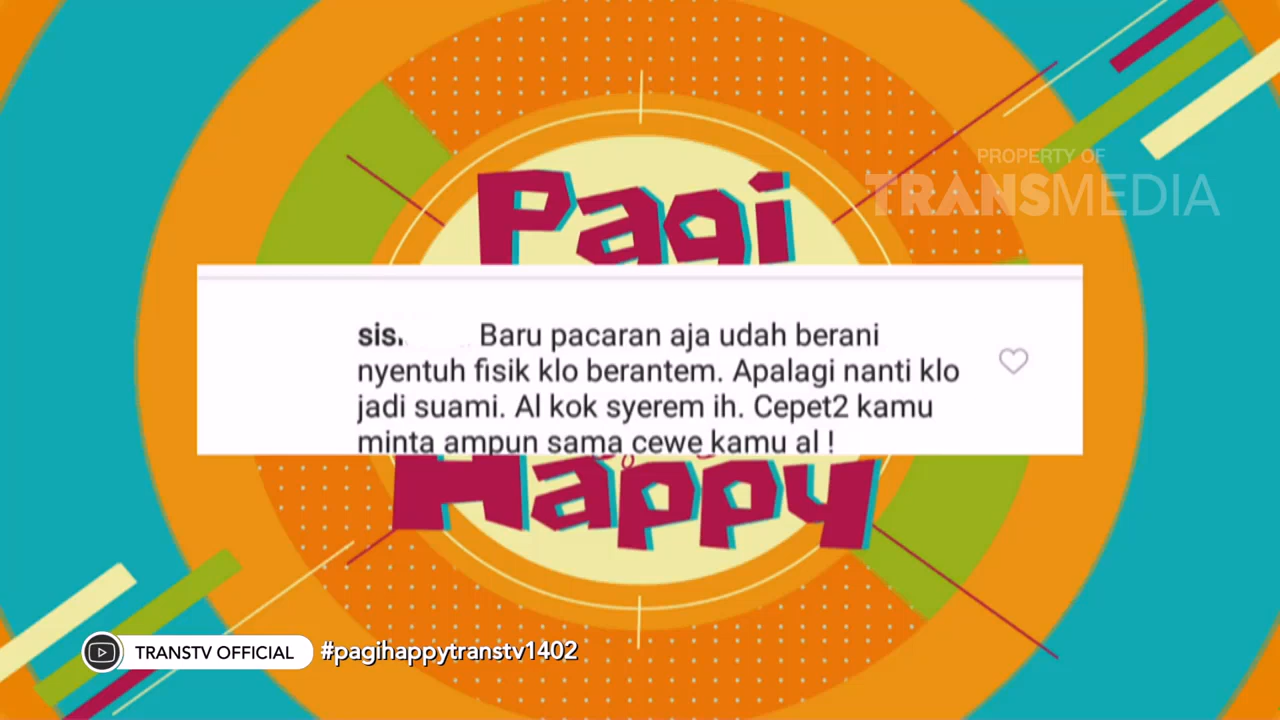 PROPERTY OF
TRANSMEDIA
Pagi
sis. Baru pacaran aja udah berani
nyentuh fisik klo berantem. Apalagi nanti klo
jadi suami. Al kok syerem ih. Cepet2 kamu
minta ampun sama cewe kamu al !
Happy
TRANSTV OFFICIAL #pagihappytranstv1402